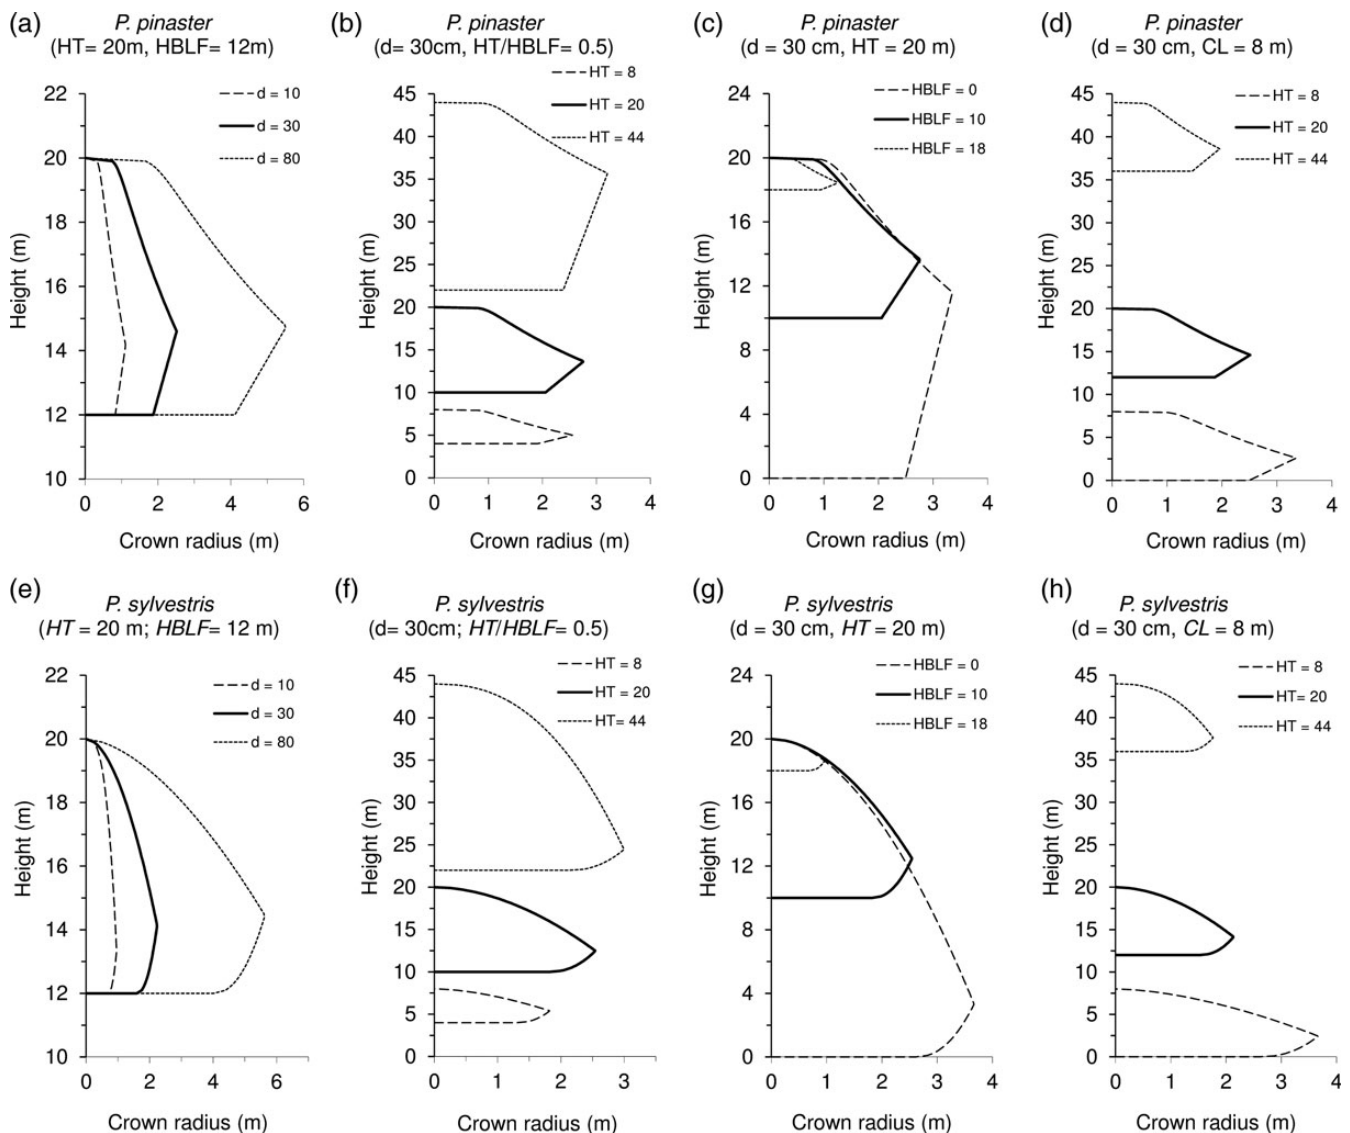 (a)
P. pinaster
(HT= 20m, HBLF= 12m)
d = 10
d = 30
d = 80
22
20
18
16
14
12
10
0
2
4
6
Height (m)
Crown radius (m)
(b)
P. pinaster
(d= 30cm, HT/HBLF= 0.5)
HT = 8
HT = 20
HT = 44
45
40
35
30
25
20
15
10
5
0
0
1
2
3
4
Height (m)
Crown radius (m)
(c)
P. pinaster
(d = 30 cm, HT = 20 m)
HBLF = 0
HBLF = 10
HBLF = 18
24
20
16
12
8
4
0
0
1
2
3
4
Height (m)
Crown radius (m)
(d)
P. pinaster
(d = 30 cm, CL = 8 m)
HT = 8
HT = 20
HT = 44
45
40
35
30
25
20
15
10
5
0
0
1
2
3
4
Height (m)
Crown radius (m)
(e)
P. sylvestris
(HT = 20 m; HBLF= 12 m)
d = 10
d = 30
d = 80
22
20
18
16
14
12
10
0
2
4
6
Height (m)
Crown radius (m)
(f)
P. sylvestris
(d= 30cm; HT/HBLF= 0.5)
HT = 8
HT = 20
HT= 44
45
40
35
30
25
20
15
10
5
0
0
1
2
3
Height (m)
Crown radius (m)
(g)
P. sylvestris
(d = 30 cm, HT = 20 m)
HBLF = 0
HBLF = 10
HBLF = 18
24
20
16
12
8
4
0
0
1
2
3
4
Height (m)
Crown radius (m)
(h)
P. sylvestris
(d = 30 cm, CL = 8 m)
HT = 8
HT= 20
HT = 44
45
40
35
30
25
20
15
10
5
0
0
1
2
3
4
Height (m)
Crown radius (m)